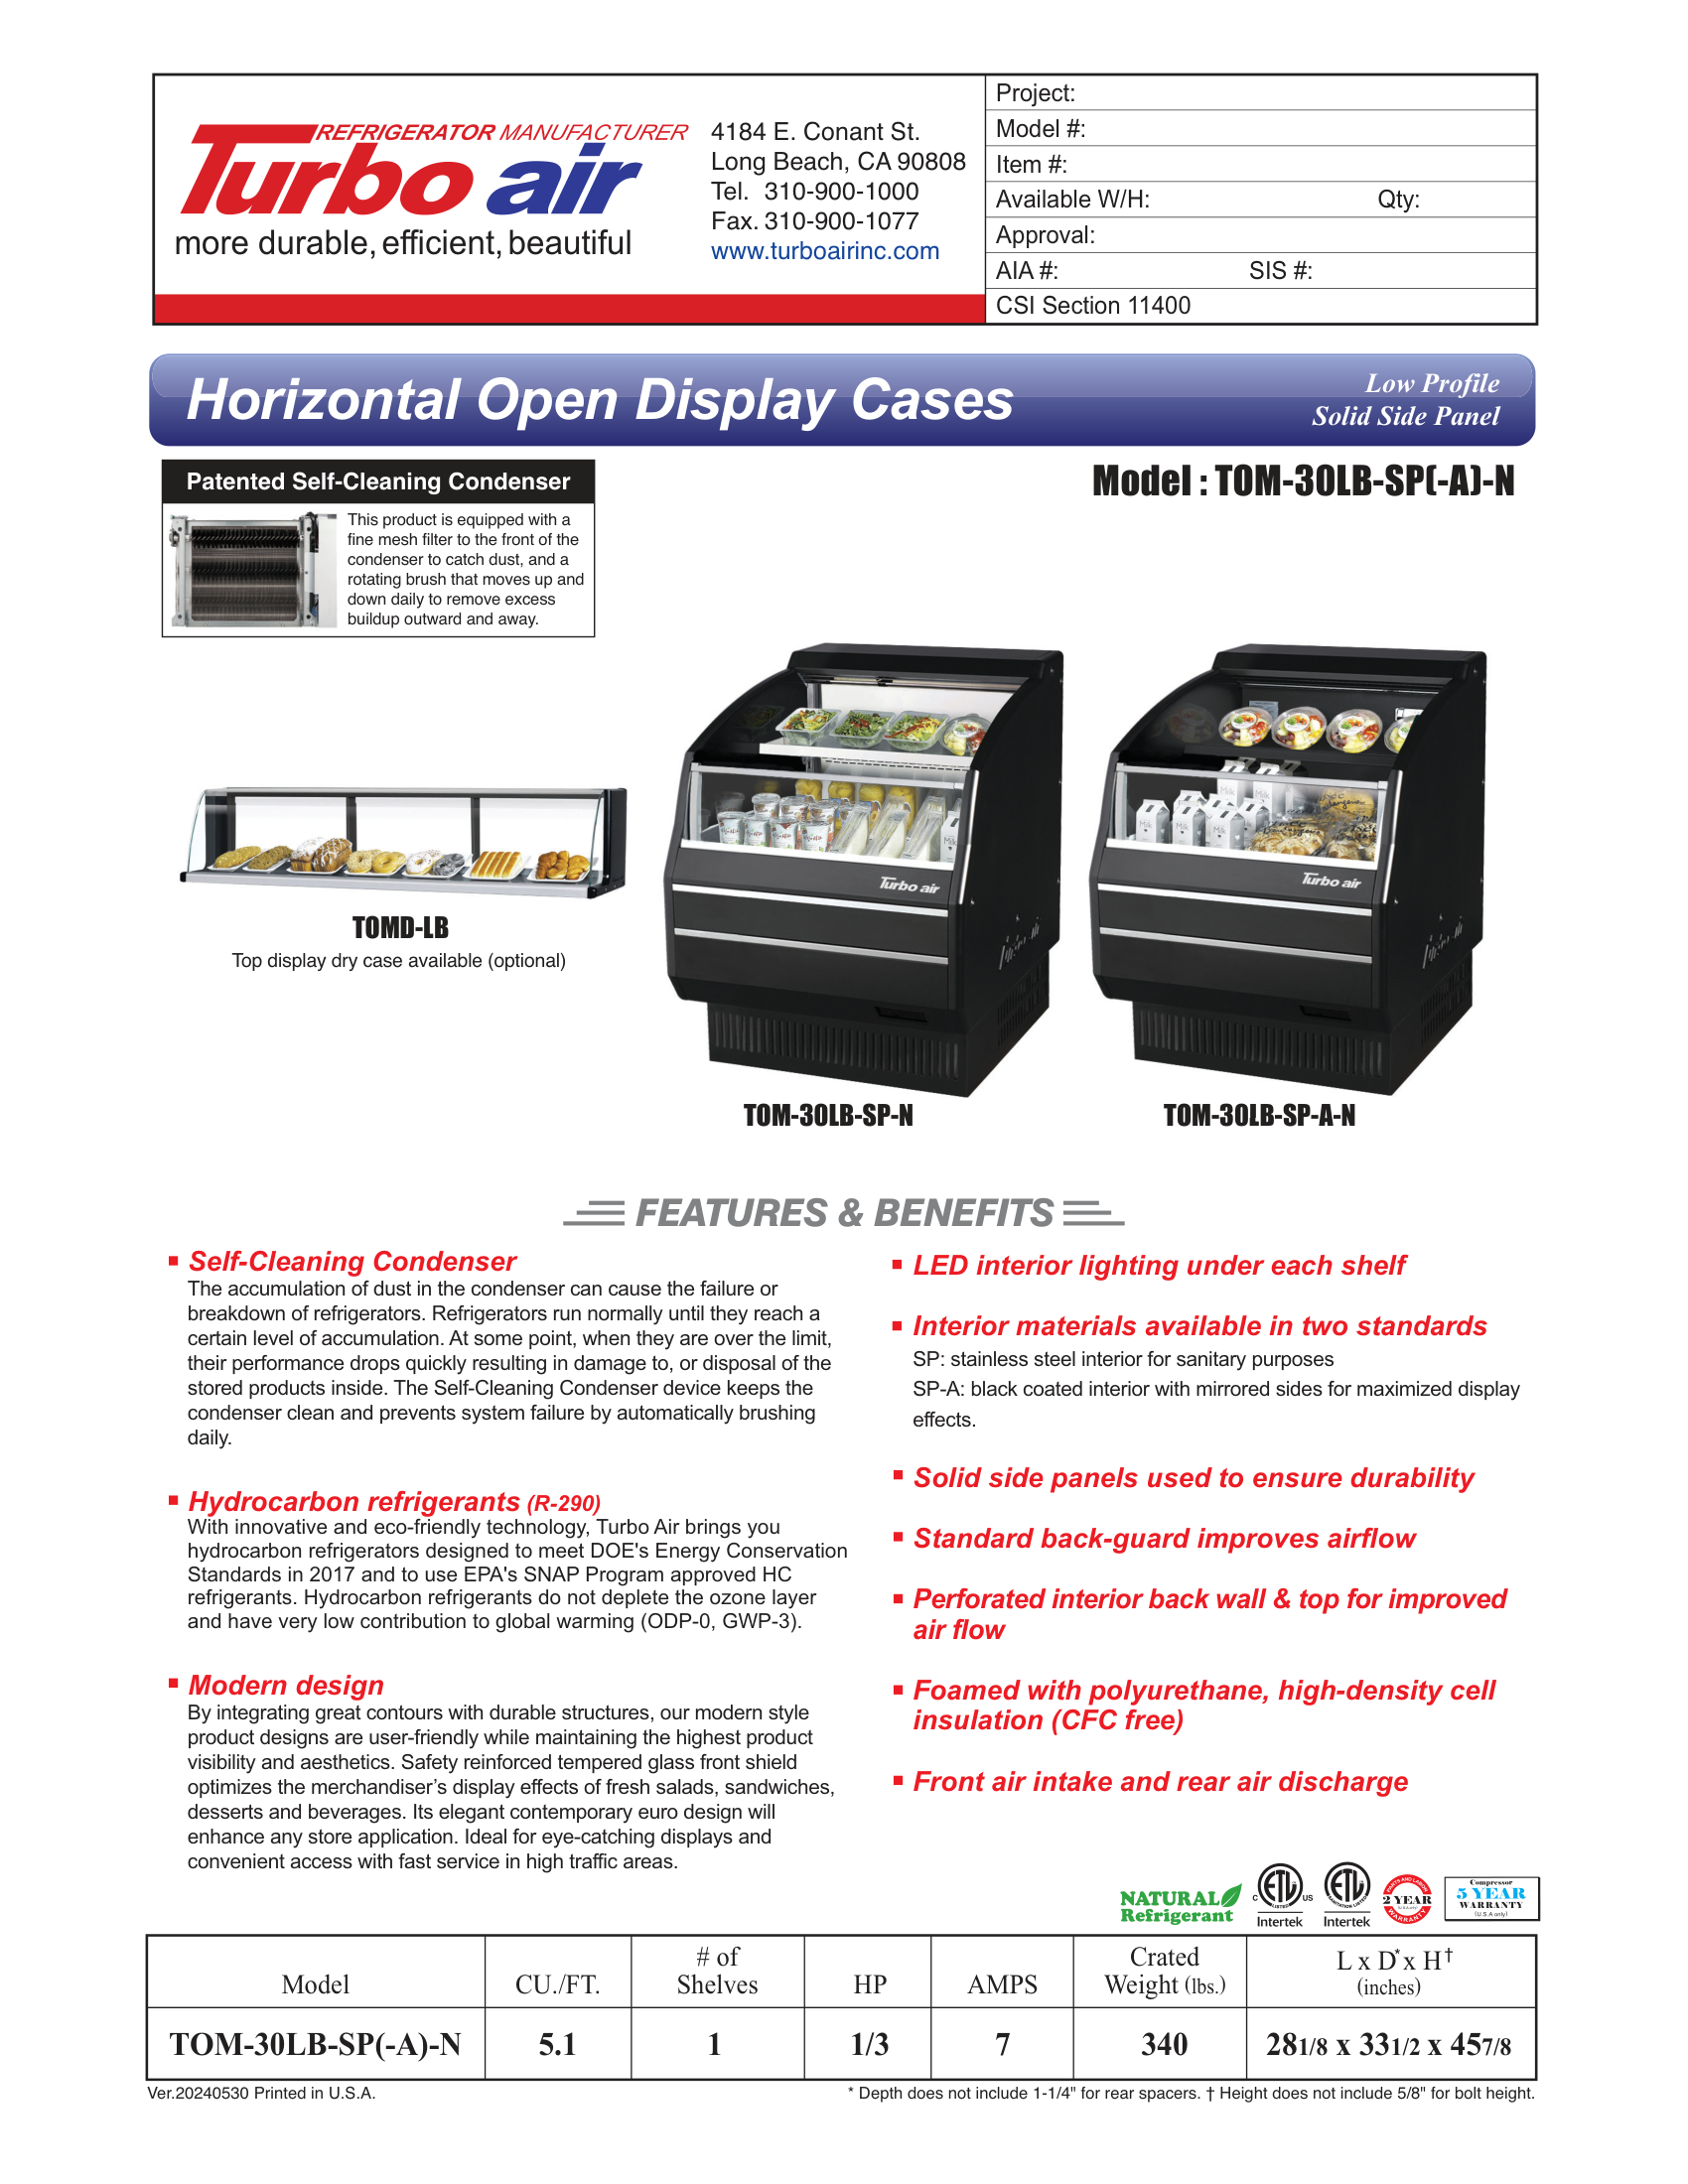 REFRIGERATOR MANUFACTURER
Turbo air
more durable, efficient, beautiful
4184 E. Conant St.
Long Beach, CA 90808
Tel. 310-900-1000
Fax. 310-900-1077
www.turboairinc.com
Project:
Model #:
Item #:
Available W/H: Qty:
Approval:
AIA #: SIS #:
CSI Section 11400
Horizontal Open Display Cases
Low Profile
Solid Side Panel
Patented Self-Cleaning Condenser
This product is equipped with a
fine mesh filter to the front of the
condenser to catch dust, and a
rotating brush that moves up and
down daily to remove excess
buildup outward and away.
Model : TOM-30LB-SP(-A)-N
TOMD-LB
Top display dry case available (optional)
Turbo air
Turbo air
TOM-30LB-SP-N
TOM-30LB-SP-A-N
FEATURES & BENEFITS
Self-Cleaning Condenser
The accumulation of dust in the condenser can cause the failure or
breakdown of refrigerators. Refrigerators run normally until they reach a
certain level of accumulation. At some point, when they are over the limit,
their performance drops quickly resulting in damage to, or disposal of the
stored products inside. The Self-Cleaning Condenser device keeps the
condenser clean and prevents system failure by automatically brushing
daily.
Hydrocarbon refrigerants (R-290)
With innovative and eco-friendly technology, Turbo Air brings you
hydrocarbon refrigerators designed to meet DOE's Energy Conservation
Standards in 2017 and to use EPA's SNAP Program approved HC
refrigerants. Hydrocarbon refrigerants do not deplete the ozone layer
and have very low contribution to global warming (ODP-0, GWP-3).
Modern design
By integrating great contours with durable structures, our modern style
product designs are user-friendly while maintaining the highest product
visibility and aesthetics. Safety reinforced tempered glass front shield
optimizes the merchandiser’s display effects of fresh salads, sandwiches,
desserts and beverages. Its elegant contemporary euro design will
enhance any store application. Ideal for eye-catching displays and
convenient access with fast service in high traffic areas.
LED interior lighting under each shelf
Interior materials available in two standards
SP: stainless steel interior for sanitary purposes
SP-A: black coated interior with mirrored sides for maximized display
effects.
Solid side panels used to ensure durability
Standard back-guard improves airflow
Perforated interior back wall & top for improved
air flow
Foamed with polyurethane, high-density cell
insulation (CFC free)
Front air intake and rear air discharge
NATURAL
Refrigerant
C ETL US
LISTED
Intertek
ETL
SANITATION LISTED
Intertek
PARTS AND LABOR
2 YEAR
WARRANTY
Compressor
5 YEAR
WARRANTY
(U.S.A only)
Model CU./FT. # of Shelves HP AMPS Crated Weight (lbs.) L x D* x H† (inches)
TOM-30LB-SP(-A)-N 5.1 1 1/3 7 340 281/8 x 331/2 x 457/8
Ver.20240530 Printed in U.S.A.
* Depth does not include 1-1/4" for rear spacers. † Height does not include 5/8" for bolt height.